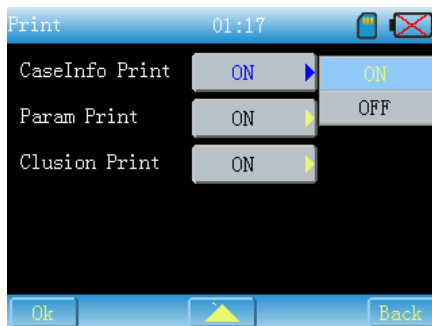 Print 01:17
CaseInfo Print ON ON
Param Print ON OFF
Clusion Print ON
Ok Back